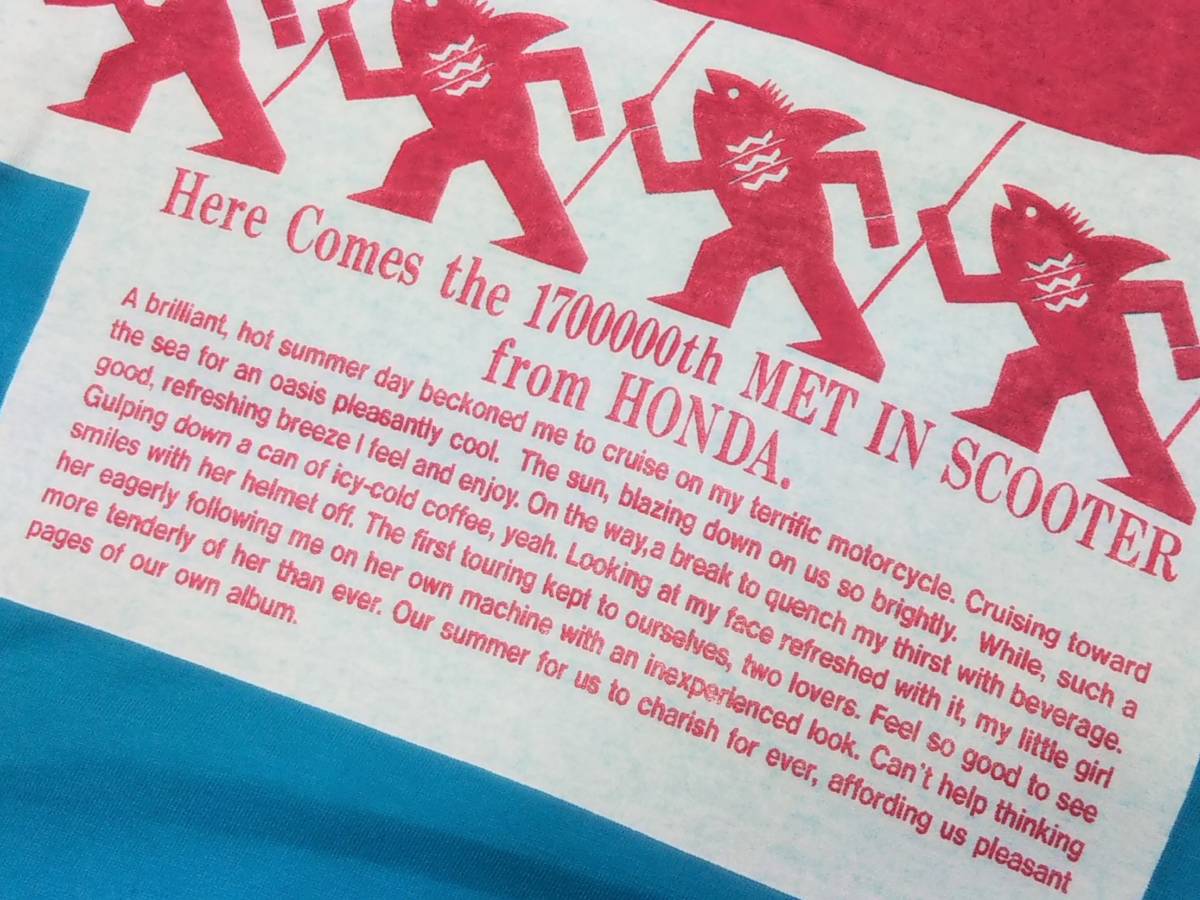 Here Comes the 1700000th MET IN SCOOTER
from HONDA.
A brilliant, hot summer day beckoned me to cruise on my terrific motorcycle. Cruising toward
the sea for an oasis pleasantly cool. The sun, blazing down on us so brightly. While, such a
good, refreshing breeze I feel and enjoy. On the way,a break to quench my thirst with beverage.
Gulping down a can of icy-cold coffee, yeah. Looking at my face refreshed with it, my little girl
smiles with her helmet off. The first touring kept to ourselves, two lovers. Feel so good to see
her eagerly following me on her own machine with an inexperienced look. Can't help thinking
more tenderly of her than ever. Our summer for us to charish for ever, affording us pleasant
pages of our own album.